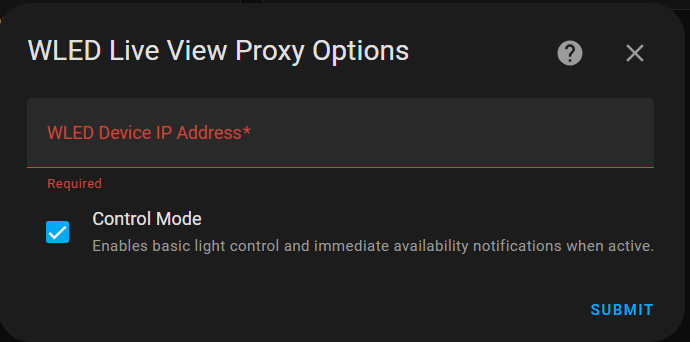 WLED Live View Proxy Options
WLED Device IP Address*
Required
Control Mode
Enables basic light control and immediate availability notifications when active.
SUBMIT